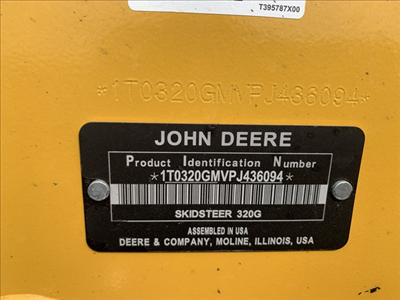 T395787X00
*1T0320GMVPJ436094*
JOHN DEERE
Product Identification Number
*1T0320GMVPJ436094*
SKIDSTEER 320G
ASSEMBLED IN USA
DEERE & COMPANY, MOLINE, ILLINOIS, USA